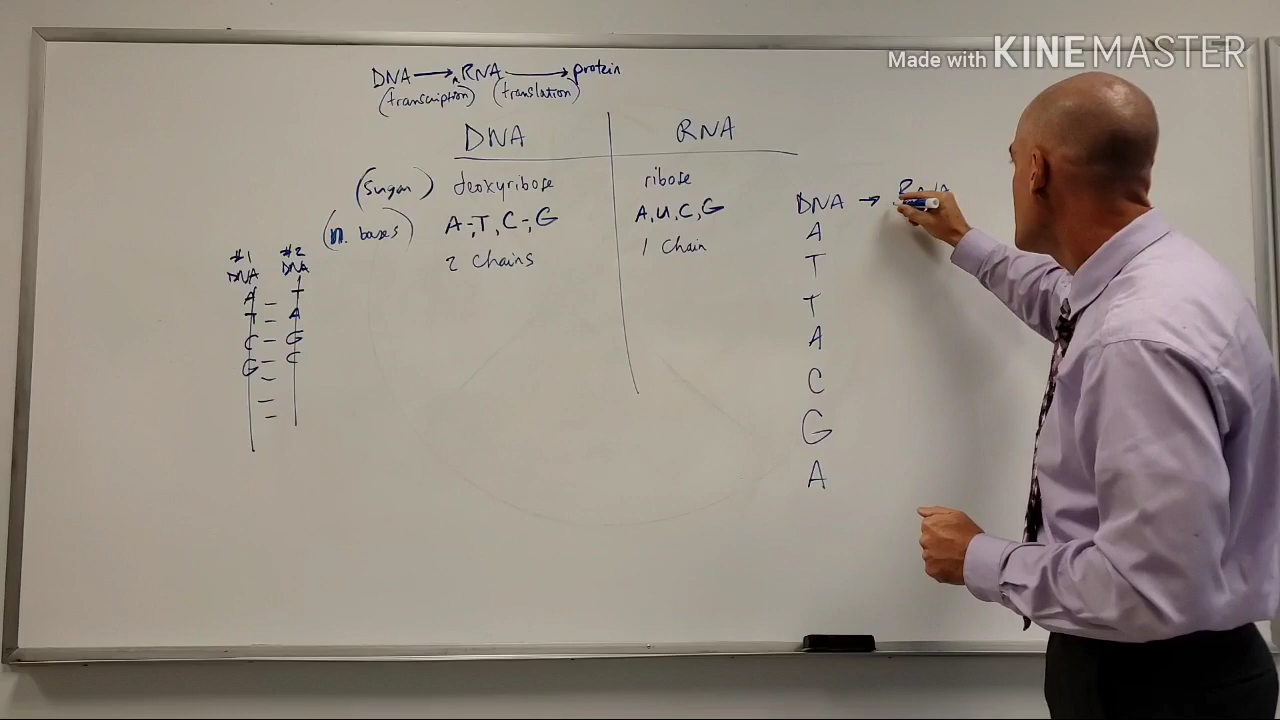 Made with KINEMASTER
DNA → RNA → protein
(transcription) (translation)
DNA RNA
(sugar) deoxyribose ribose
(n. bases) A-T, C-G A, U, C, G
2 chains 1 chain
#1 #2
DNA DNA
A - T
T - A
C - G
G - C
DNA → RNA
A
T
T
A
C
G
A